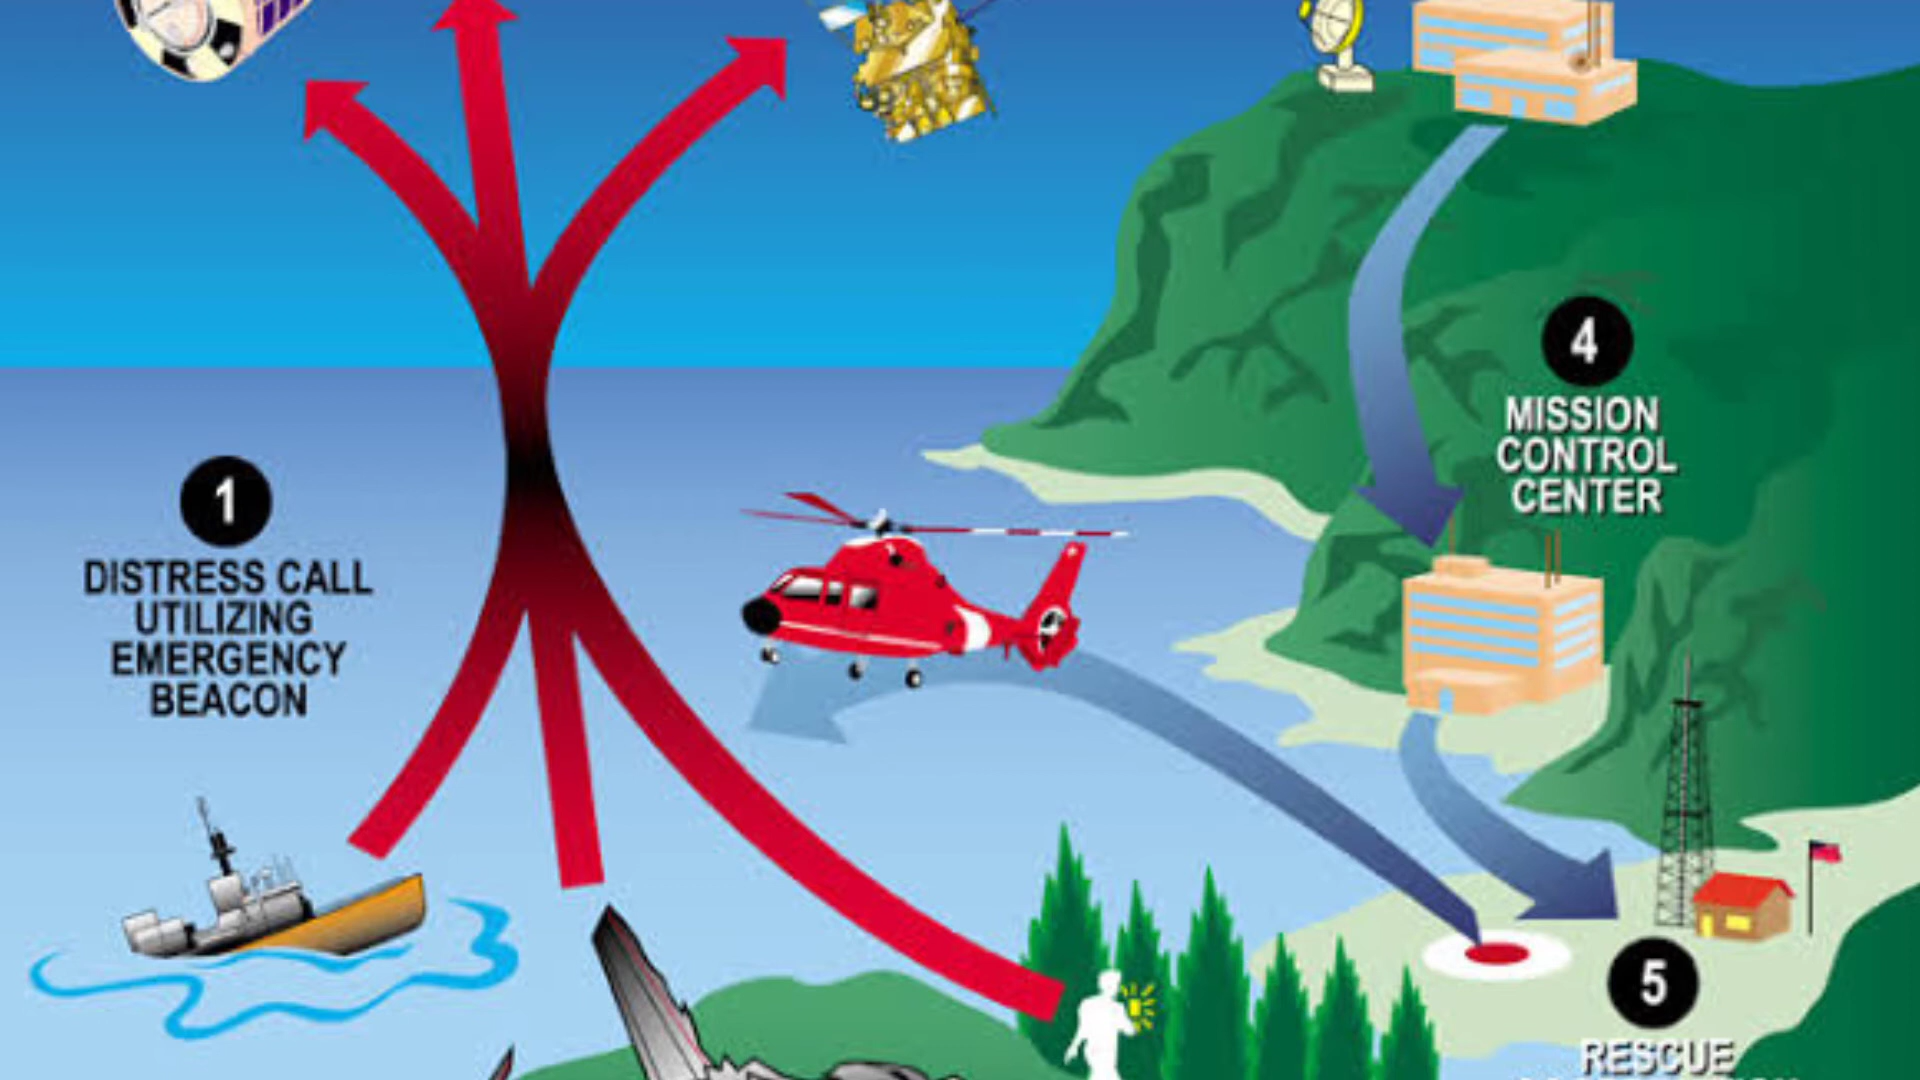 1
DISTRESS CALL
UTILIZING
EMERGENCY
BEACON
4
MISSION
CONTROL
CENTER
5
RESCUE